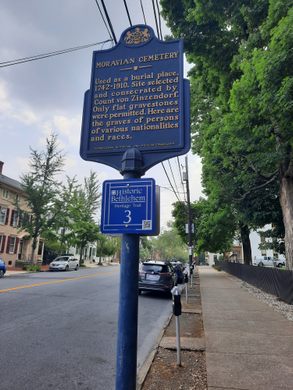 MORAVIAN CEMETERY
Used as a burial place,
1742-1910. Site selected
and consecrated by
Count von Zinzendorf.
Only flat gravestones
were permitted. Here are
the graves of persons
of various nationalities
and races.
Historic
Bethlehem
Heritage Trail
3